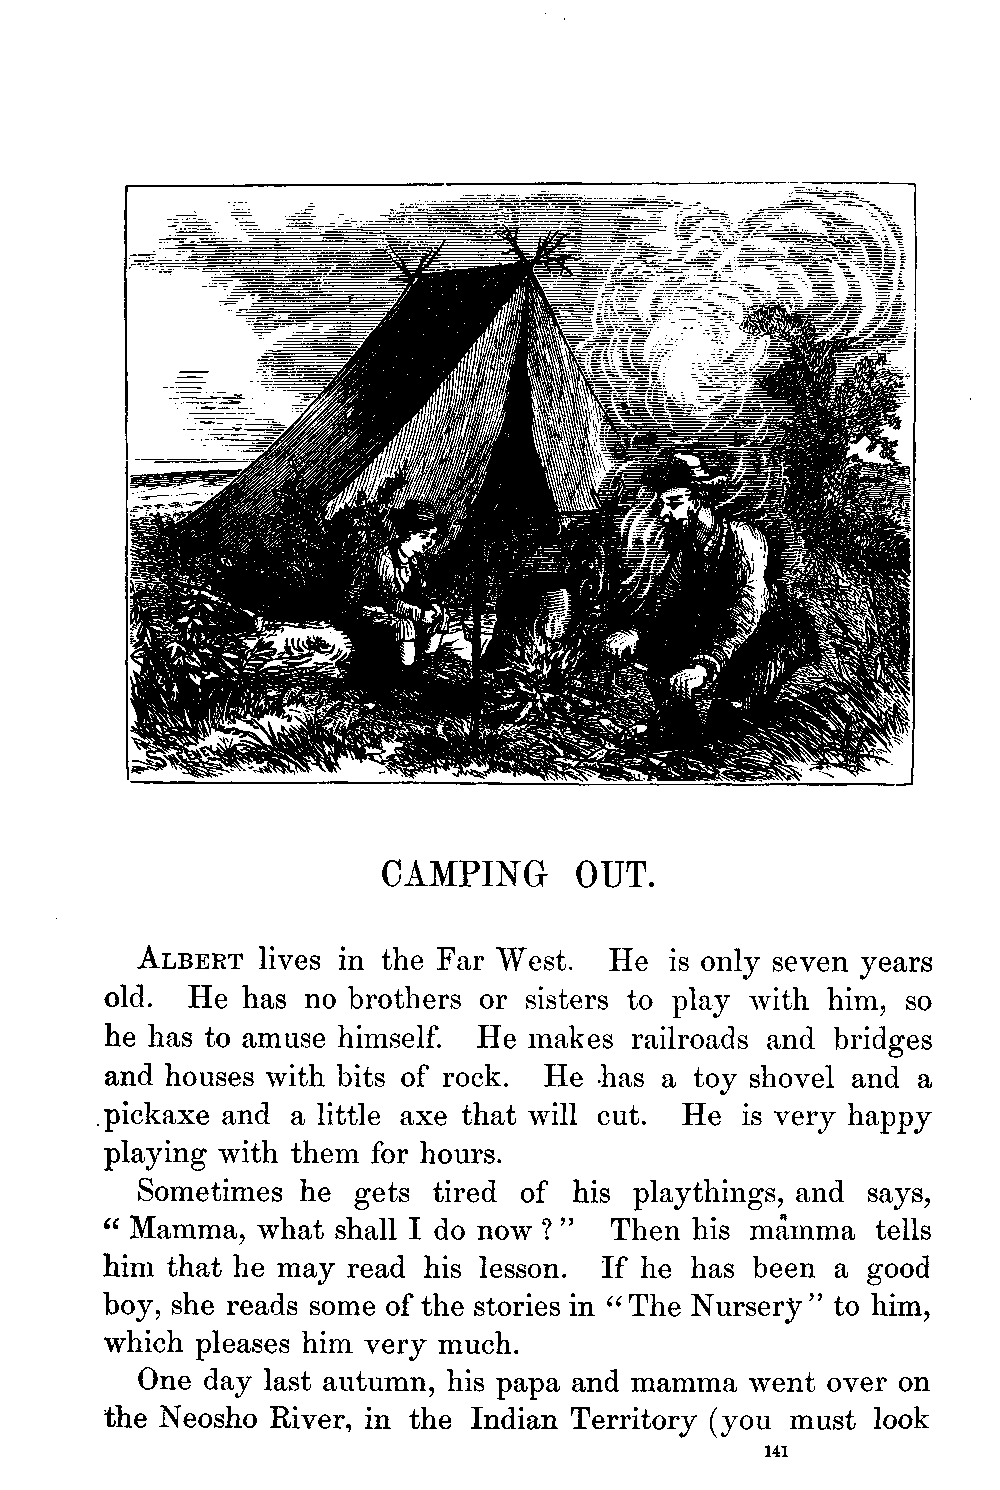 CAMPING OUT.
ALBERT lives in the Far West. He is only seven years
old. He has no brothers or sisters to play with him, so
he has to amuse himself. He makes railroads and bridges
and houses with bits of rock. He has a toy shovel and a
pickaxe and a little axe that will cut. He is very happy
playing with them for hours.
Sometimes he gets tired of his playthings, and says,
“Mamma, what shall I do now?” Then his mamma tells
him that he may read his lesson. If he has been a good
boy, she reads some of the stories in “The Nursery” to him,
which pleases him very much.
One day last autumn, his papa and mamma went over on
the Neosho River, in the Indian Territory (you must look
141